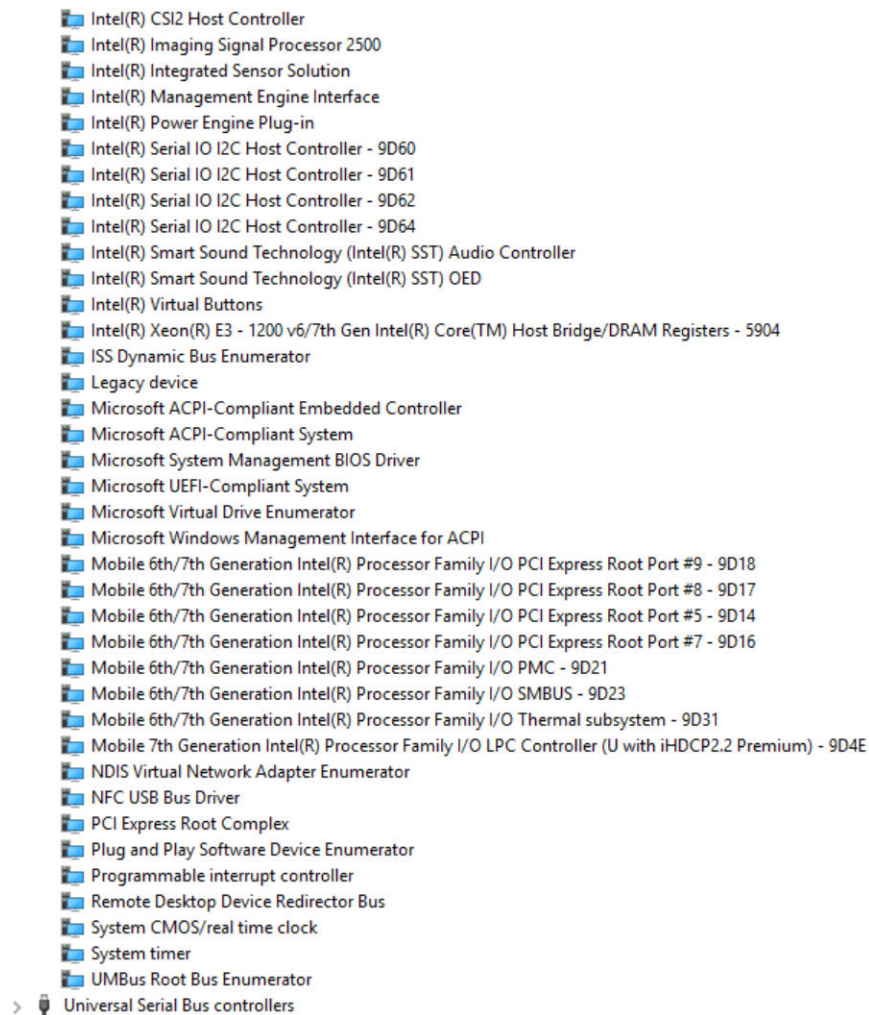 Intel(R) CSI2 Host Controller
Intel(R) Imaging Signal Processor 2500
Intel(R) Integrated Sensor Solution
Intel(R) Management Engine Interface
Intel(R) Power Engine Plug-in
Intel(R) Serial IO I2C Host Controller - 9D60
Intel(R) Serial IO I2C Host Controller - 9D61
Intel(R) Serial IO I2C Host Controller - 9D62
Intel(R) Serial IO I2C Host Controller - 9D64
Intel(R) Smart Sound Technology (Intel(R) SST) Audio Controller
Intel(R) Smart Sound Technology (Intel(R) SST) OED
Intel(R) Virtual Buttons
Intel(R) Xeon(R) E3 - 1200 v6/7th Gen Intel(R) Core(TM) Host Bridge/DRAM Registers - 5904
ISS Dynamic Bus Enumerator
Legacy device
Microsoft ACPI-Compliant Embedded Controller
Microsoft ACPI-Compliant System
Microsoft System Management BIOS Driver
Microsoft UEFI-Compliant System
Microsoft Virtual Drive Enumerator
Microsoft Windows Management Interface for ACPI
Mobile 6th/7th Generation Intel(R) Processor Family I/O PCI Express Root Port #9 - 9D18
Mobile 6th/7th Generation Intel(R) Processor Family I/O PCI Express Root Port #8 - 9D17
Mobile 6th/7th Generation Intel(R) Processor Family I/O PCI Express Root Port #5 - 9D14
Mobile 6th/7th Generation Intel(R) Processor Family I/O PCI Express Root Port #7 - 9D16
Mobile 6th/7th Generation Intel(R) Processor Family I/O PMC - 9D21
Mobile 6th/7th Generation Intel(R) Processor Family I/O SMBUS - 9D23
Mobile 6th/7th Generation Intel(R) Processor Family I/O Thermal subsystem - 9D31
Mobile 7th Generation Intel(R) Processor Family I/O LPC Controller (U with iHDCP2.2 Premium) - 9D4E
NDIS Virtual Network Adapter Enumerator
NFC USB Bus Driver
PCI Express Root Complex
Plug and Play Software Device Enumerator
Programmable interrupt controller
Remote Desktop Device Redirector Bus
System CMOS/real time clock
System timer
UMBus Root Bus Enumerator
Universal Serial Bus controllers